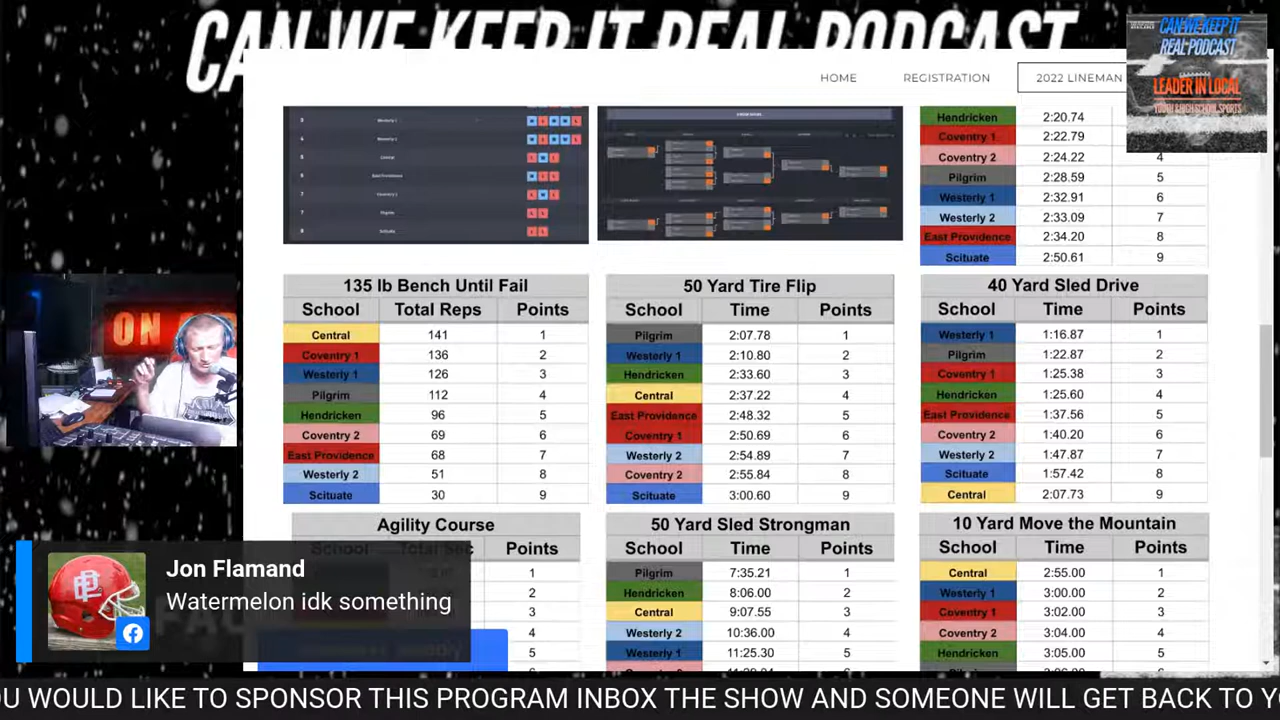 CAN WE KEEP IT REAL PODCAST
HOME REGISTRATION 2022 LINEMAN
CAN WE KEEP IT
REAL PODCAST
LEADER IN LOCAL
YOUTH & HIGH SCHOOL SPORTS
Hendricken 2:20.74
Coventry 1 2:22.79
Coventry 2 2:24.22 4
Pilgrim 2:28.59 5
Westerly 1 2:32.91 6
Westerly 2 2:33.09 7
East Providence 2:34.20 8
Scituate 2:50.61 9
135 lb Bench Until Fail
School Total Reps Points
Central 141 1
Coventry 1 136 2
Westerly 1 126 3
Pilgrim 112 4
Hendricken 96 5
Coventry 2 69 6
East Providence 68 7
Westerly 2 51 8
Scituate 30 9
50 Yard Tire Flip
School Time Points
Pilgrim 2:07.78 1
Westerly 1 2:10.80 2
Hendricken 2:33.60 3
Central 2:37.22 4
East Providence 2:48.32 5
Coventry 1 2:50.69 6
Westerly 2 2:54.89 7
Coventry 2 2:55.84 8
Scituate 3:00.60 9
40 Yard Sled Drive
School Time Points
Westerly 1 1:16.87 1
Pilgrim 1:22.87 2
Coventry 1 1:25.38 3
Hendricken 1:25.60 4
East Providence 1:37.56 5
Coventry 2 1:40.20 6
Westerly 2 1:47.87 7
Scituate 1:57.42 8
Central 2:07.73 9
Agility Course
School Total Sec Points
1
2
3
4
5
50 Yard Sled Strongman
School Time Points
Pilgrim 7:35.21 1
Hendricken 8:06.00 2
Central 9:07.55 3
Westerly 2 10:36.00 4
Westerly 1 11:25.30 5
10 Yard Move the Mountain
School Time Points
Central 2:55.00 1
Westerly 1 3:00.00 2
Coventry 1 3:02.00 3
Coventry 2 3:04.00 4
Hendricken 3:05.00 5
ON
Jon Flamand
Watermelon idk something
OU WOULD LIKE TO SPONSOR THIS PROGRAM INBOX THE SHOW AND SOMEONE WILL GET BACK TO Y